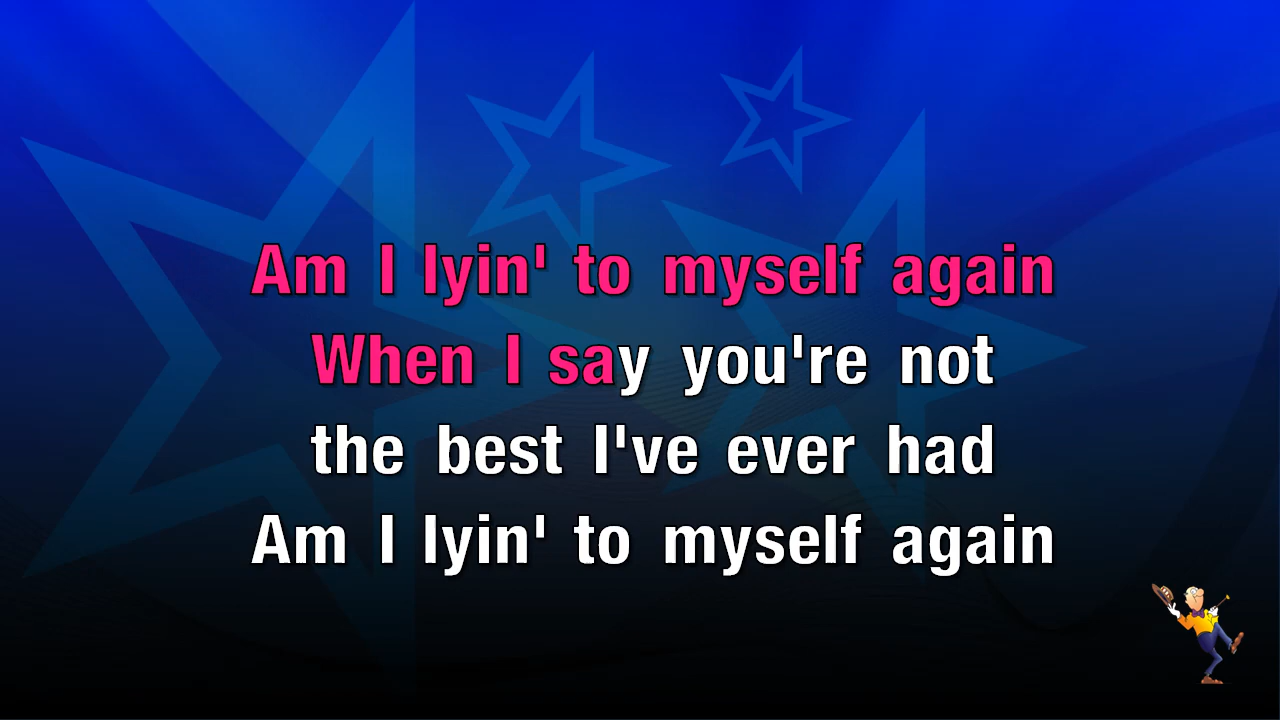 Am I lyin' to myself again
When I say you're not
the best I've ever had
Am I lyin' to myself again